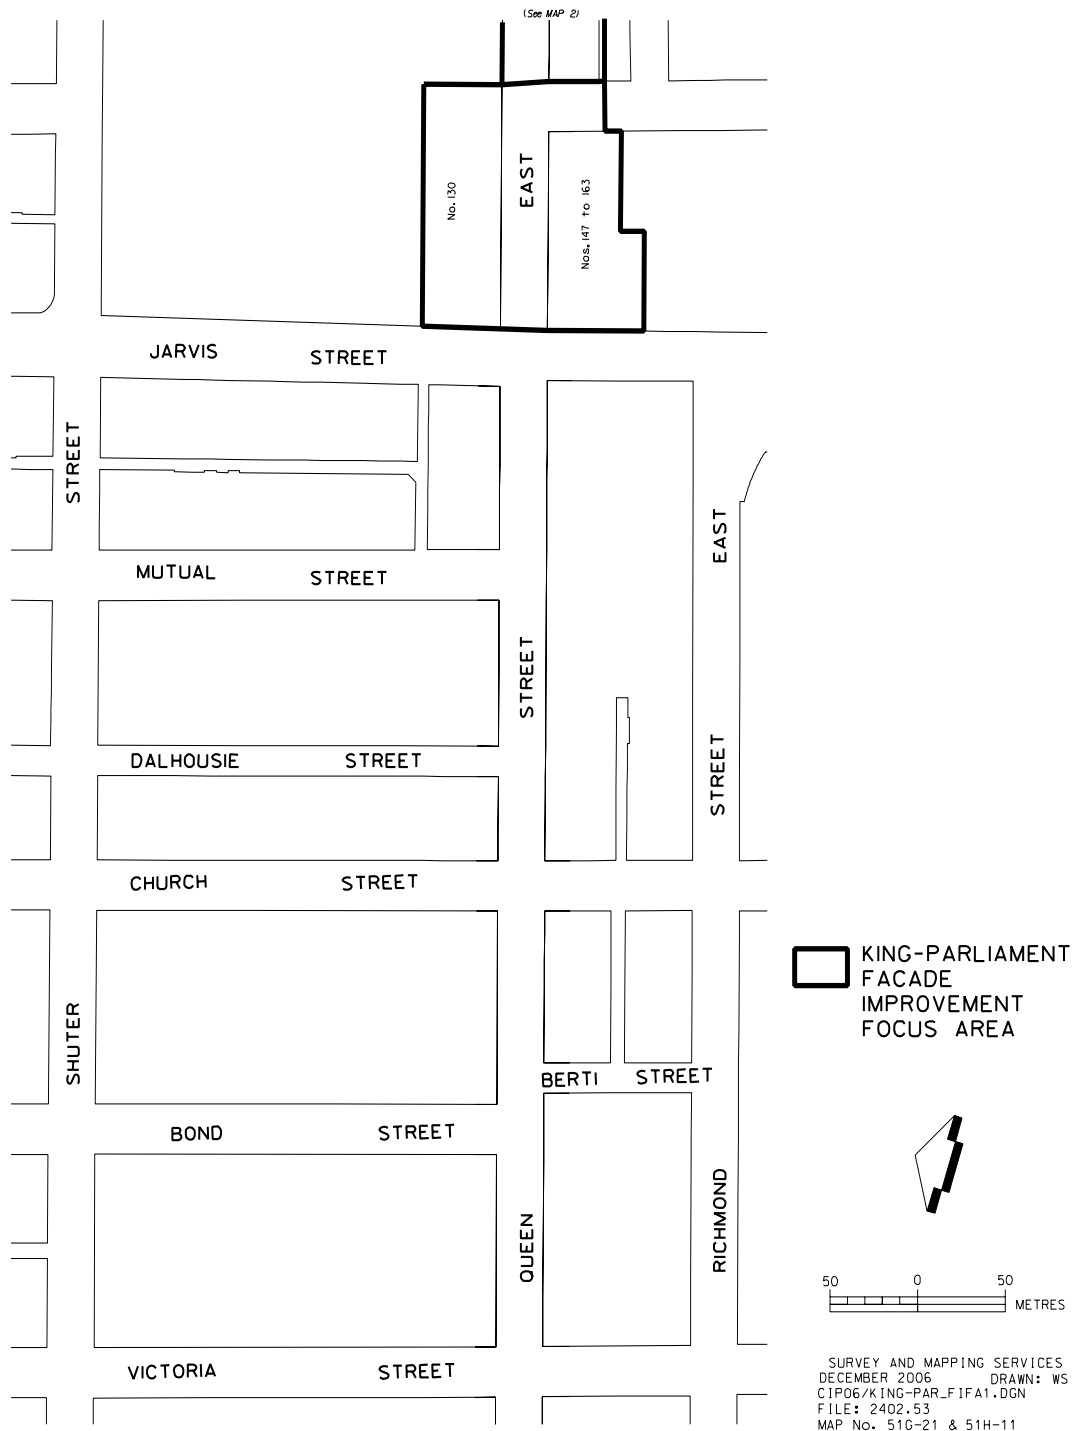 (See MAP 2)
No. 130
EAST
Nos. 147 to 163
JARVIS STREET
STREET
EAST
MUTUAL STREET
STREET
STREET
DALHOUSIE STREET
CHURCH STREET
KING-PARLIAMENT
FACADE
IMPROVEMENT
FOCUS AREA
SHUTER
BERTI STREET
BOND STREET
QUEEN
RICHMOND
50 0 50
METRES
VICTORIA STREET
SURVEY AND MAPPING SERVICES
DECEMBER 2006 DRAWN: WS
CIP06/KING-PAR_FIFA1.DGN
FILE: 2402.53
MAP No. 51G-21 & 51H-11